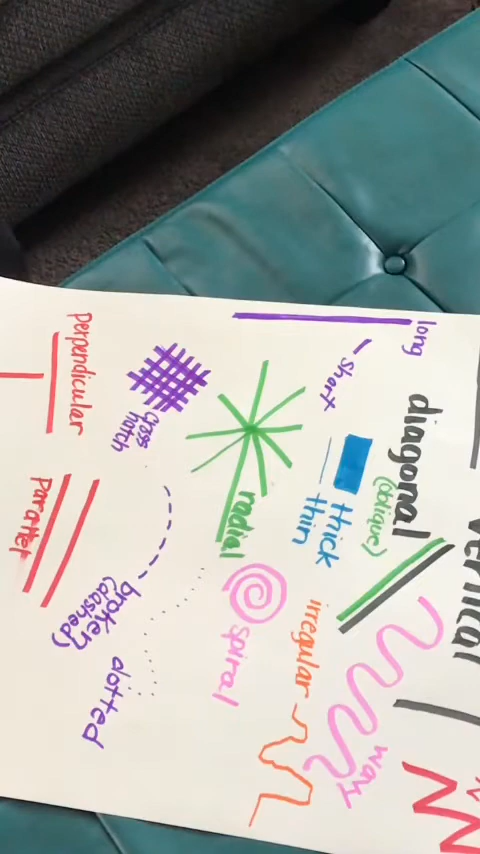 vertical
long
short
diagonal
(oblique)
thick
thin
wavy
irregular
radial
spiral
cross
hatch
broken
(dashed)
dotted
perpendicular
parallel